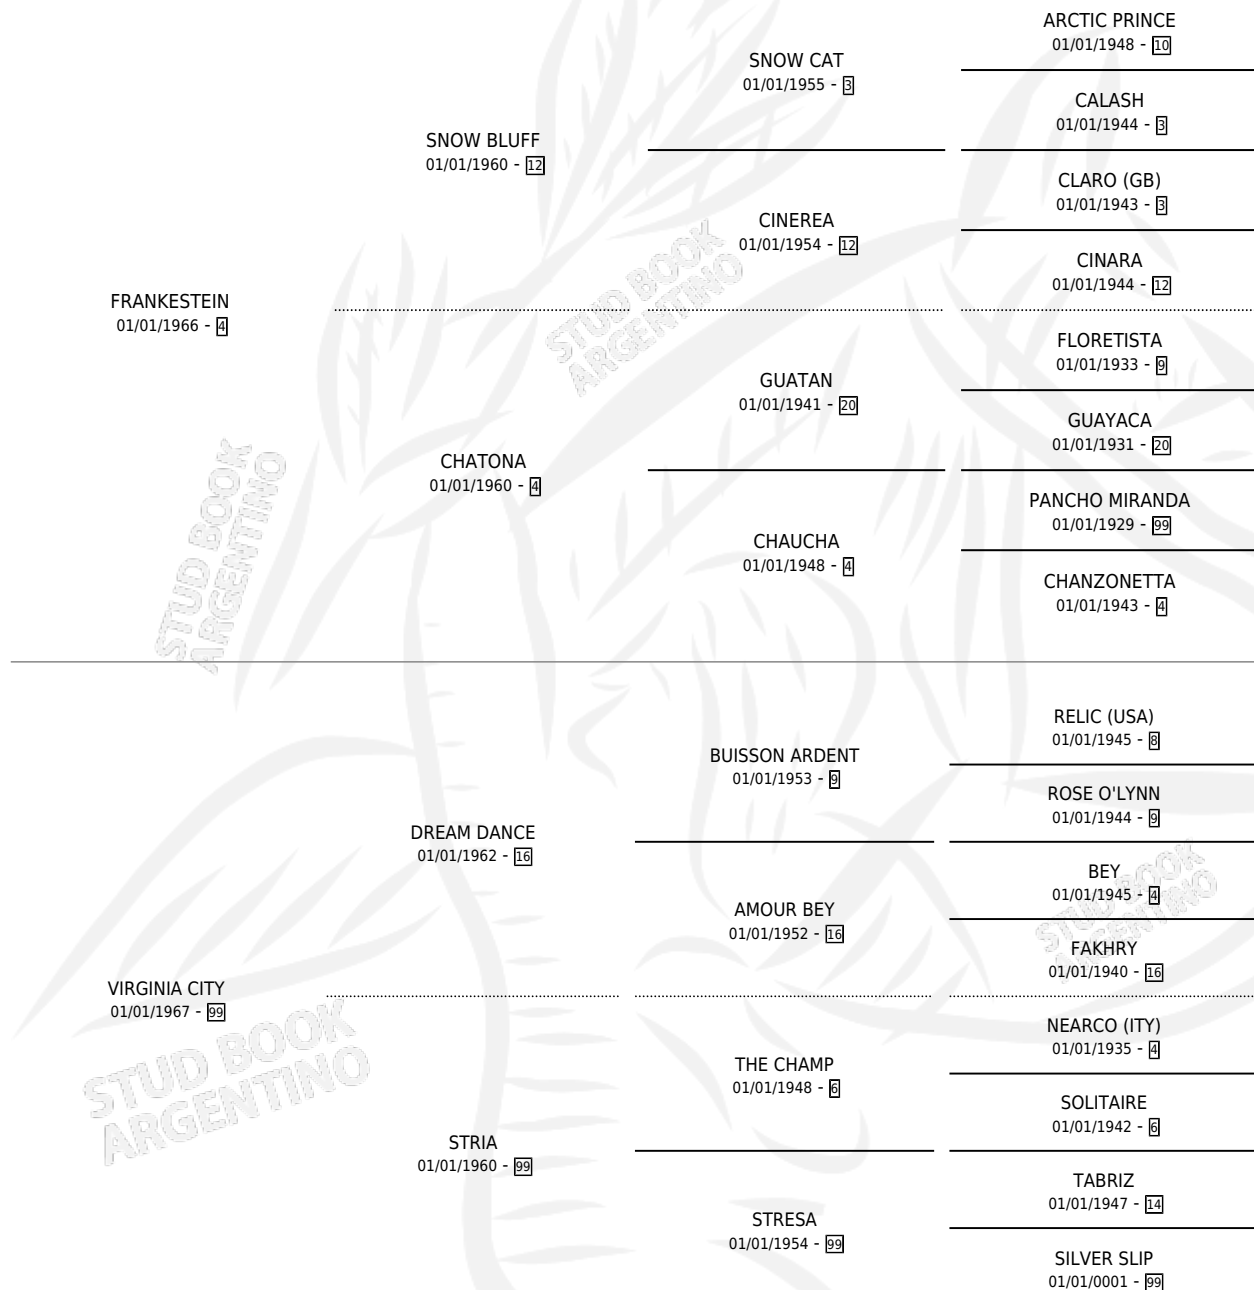 ARCTIC PRINCE
01/01/1948 - 10
SNOW CAT
01/01/1955 - 3
CALASH
01/01/1944 - 3
SNOW BLUFF
01/01/1960 - 12
CLARO (GB)
01/01/1943 - 3
CINEREA
01/01/1954 - 12
CINARA
01/01/1944 - 12
FRANKESTEIN
01/01/1966 - 4
STUD BOOK
ARGENTINO
FLORETISTA
01/01/1933 - 9
GUATAN
01/01/1941 - 20
GUAYACA
01/01/1931 - 20
CHATONA
01/01/1960 - 4
PANCHO MIRANDA
01/01/1929 - 99
CHAUCHA
01/01/1948 - 4
CHANZONETTA
01/01/1943 - 4
STUD BOOK
ARGENTINO
RELIC (USA)
01/01/1945 - 8
BUISSON ARDENT
01/01/1953 - 9
ROSE O'LYNN
01/01/1944 - 9
DREAM DANCE
01/01/1962 - 16
BEY
01/01/1945 - 4
STUD BOOK
ARGENTINO
AMOUR BEY
01/01/1952 - 16
FAKHRY
01/01/1940 - 16
VIRGINIA CITY
01/01/1967 - 99
STUD BOOK
ARGENTINO
NEARCO (ITY)
01/01/1935 - 4
THE CHAMP
01/01/1948 - 6
SOLITAIRE
01/01/1942 - 6
STRIA
01/01/1960 - 99
TABRIZ
01/01/1947 - 14
STRESA
01/01/1954 - 99
SILVER SLIP
01/01/0001 - 99